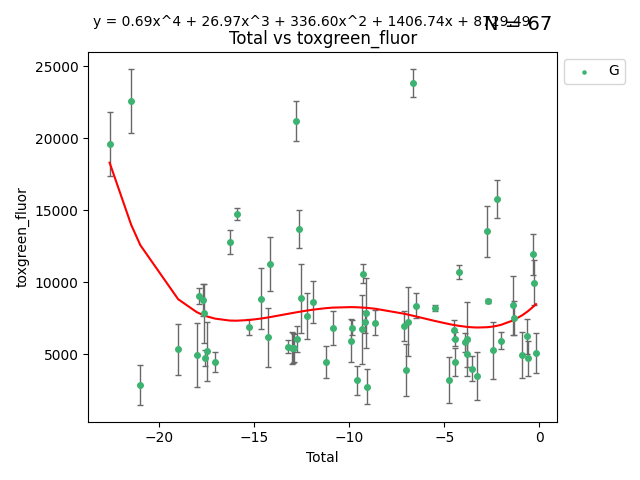 y = 0.69x^4 + 26.97x^3 + 336.60x^2 + 1406.74x + 8729.49
N = 67
Total vs toxgreen_fluor
G
25000
20000
15000
10000
5000
toxgreen_fluor
−20 −15 −10 −5 0
Total